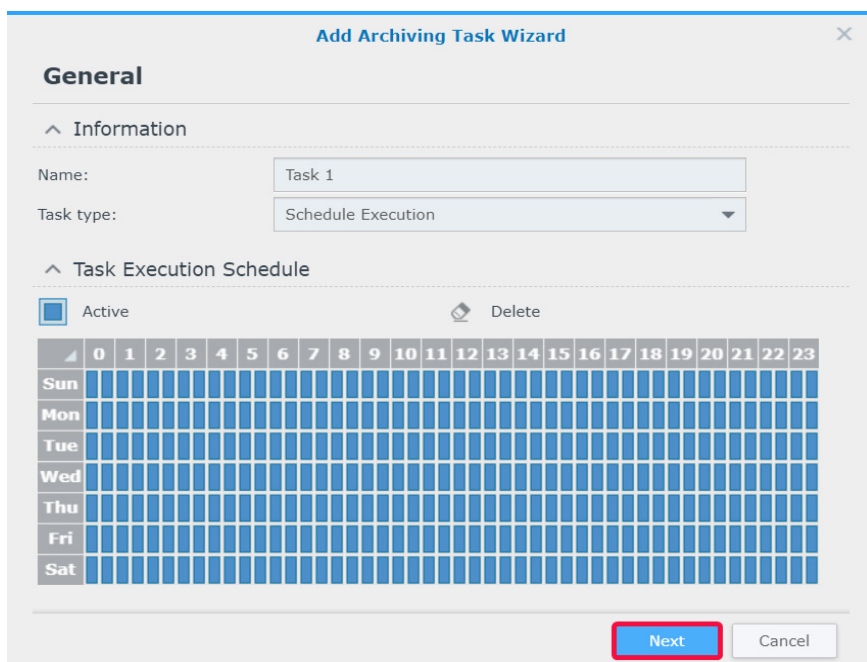 Add Archiving Task Wizard
General
Information
Name: Task 1
Task type: Schedule Execution
Task Execution Schedule
Active Delete
0 1 2 3 4 5 6 7 8 9 10 11 12 13 14 15 16 17 18 19 20 21 22 23
Sun
Mon
Tue
Wed
Thu
Fri
Sat
Next Cancel